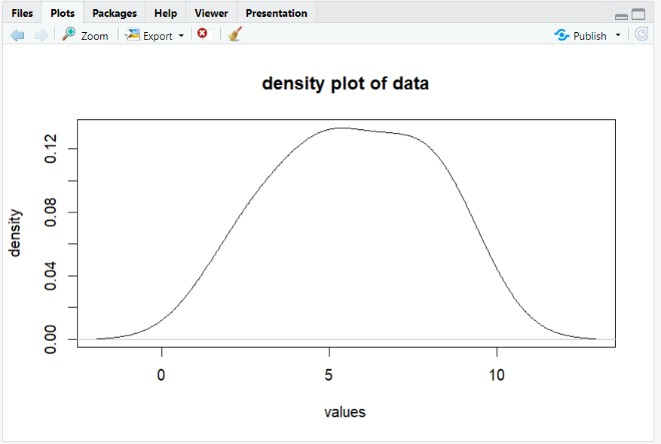 Files Plots Packages Help Viewer Presentation
Zoom Export Publish
density plot of data
density
0.12
0.08
0.04
0.00
0 5 10
values